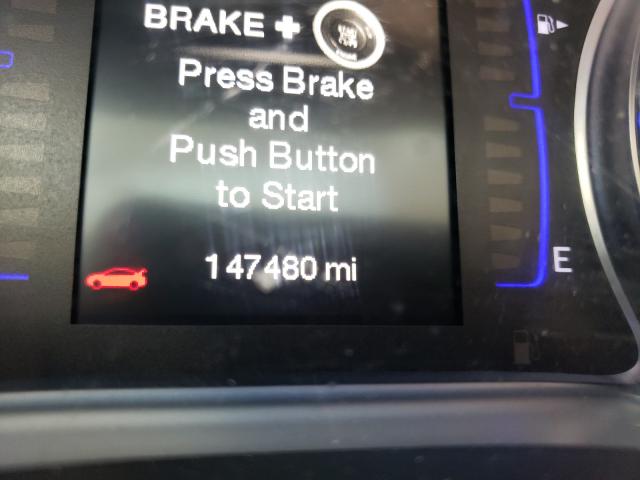 BRAKE +
Press Brake
and
Push Button
to Start
147480 mi
E